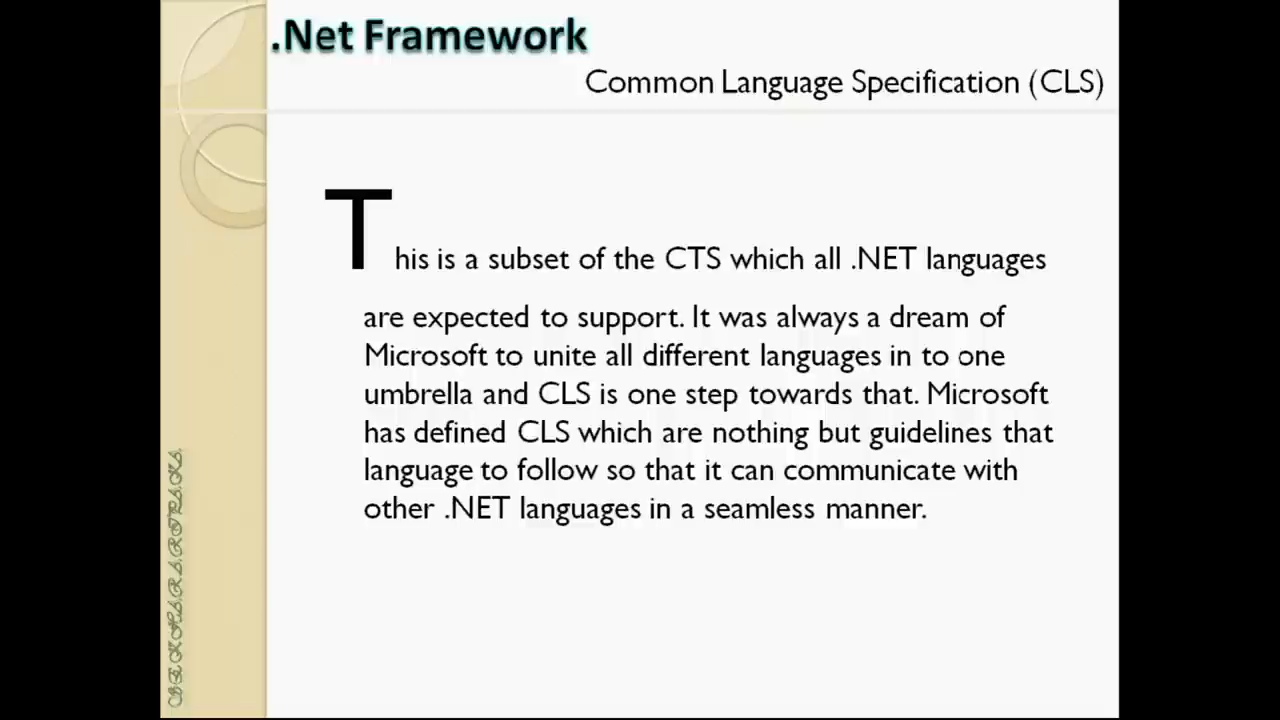 .Net Framework
Common Language Specification (CLS)
This is a subset of the CTS which all .NET languages
are expected to support. It was always a dream of
Microsoft to unite all different languages in to one
umbrella and CLS is one step towards that. Microsoft
has defined CLS which are nothing but guidelines that
language to follow so that it can communicate with
other .NET languages in a seamless manner.